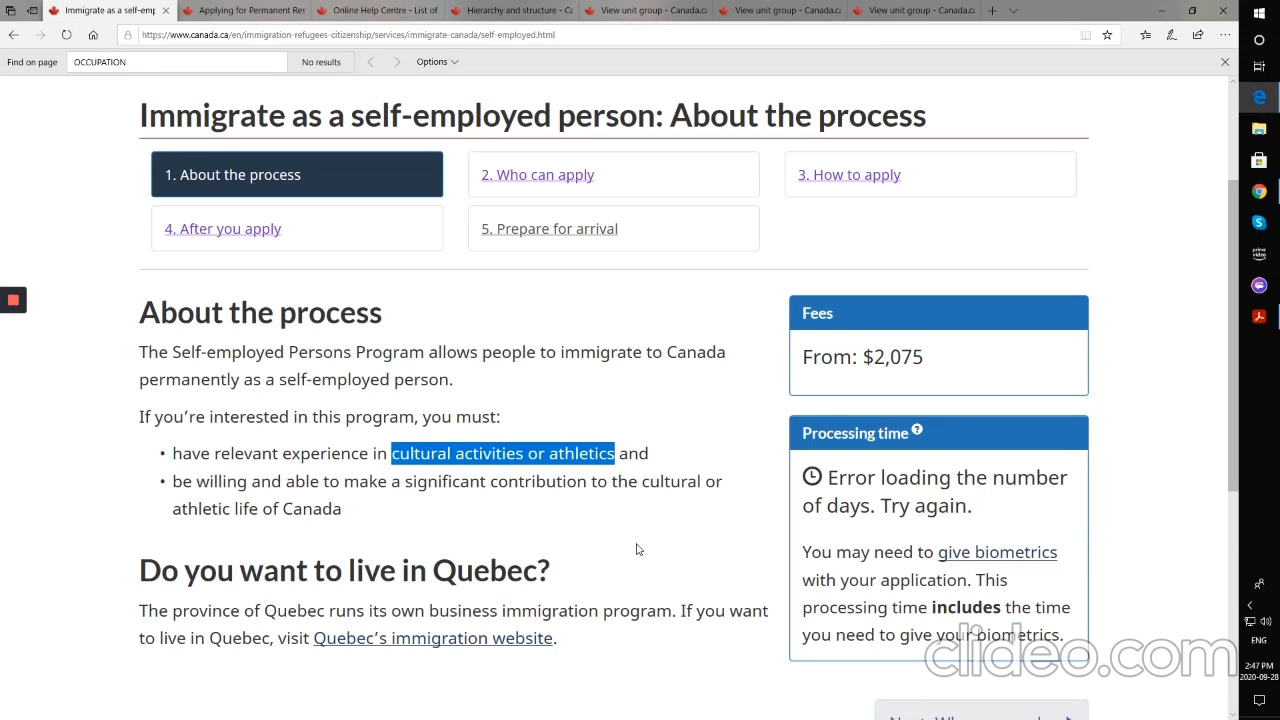 Immigrate as a self-emp
Applying for Permanent Res
Online Help Centre - List of
Hierarchy and structure - Ca
View unit group - Canada.ca
View unit group - Canada.ca
View unit group - Canada.ca
https://www.canada.ca/en/immigration-refugees-citizenship/services/immigrate-canada/self-employed.html
Find on page
OCCUPATION
No results
Options
Immigrate as a self-employed person: About the process
1. About the process
2. Who can apply
3. How to apply
4. After you apply
5. Prepare for arrival
About the process
The Self-employed Persons Program allows people to immigrate to Canada
permanently as a self-employed person.
If you’re interested in this program, you must:
• have relevant experience in cultural activities or athletics and
• be willing and able to make a significant contribution to the cultural or
athletic life of Canada
Do you want to live in Quebec?
The province of Quebec runs its own business immigration program. If you want
to live in Quebec, visit Quebec’s immigration website.
Fees
From: $2,075
Processing time
Error loading the number
of days. Try again.
You may need to give biometrics
with your application. This
processing time includes the time
you need to give your biometrics.
clideo.com
prime video
ENG
2:47 PM
2020-09-28